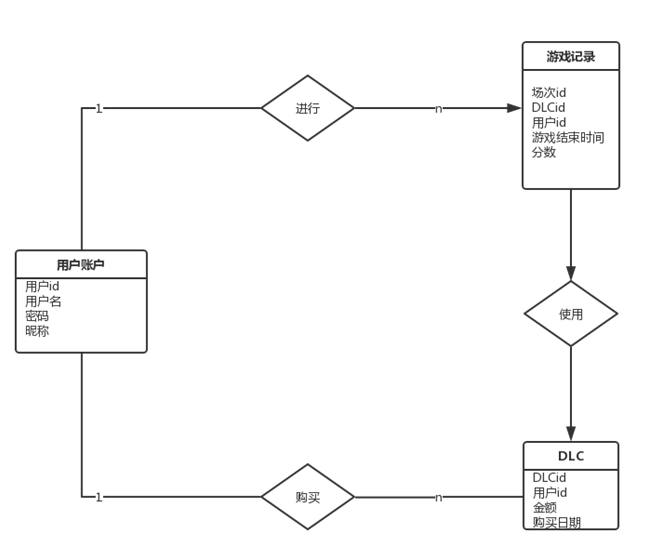 游戏记录
场次id
DLCid
用户id
游戏结束时间
分数
1
进行
n
用户账户
用户id
用户名
密码
昵称
使用
DLC
DLCid
用户id
金额
购买日期
1
购买
n